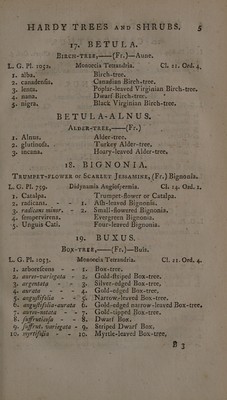 HARDY TREES AND SHRUBS. 5
17. BETULA.
BIRCH-TREE,——(Fr.)—Aune.
L. G. Pl. 1052. Monœcia Tetrandria. Cl. 21. Ord. 4.
1. alba. Birch-tree.
2. canadenſis. Canadian Birch-tree.
3. lenta. Poplar-leaved Virginian Birch-tree.
4. nana. Dwarf Birch-tree.
5. nigra. Black Virginian Birch-tree.
BETULA-ALNUS.
ALDER-TREE,——(Fr.)
1. Alnus. Alder-tree.
2. glutinoſa. Turkey Alder-tree.
3. incana. Hoary-leaved Alder-tree.
18. BIGNONIA.
TRUMPET-FLOWER or SCARLET JESSAMINE, (Fr.) Bignonia.
L. G. Pl. 759. Didynamia Angioſpermia. Cl. 14. Ord. 2.
1. Catalpa. Trumpet-flower or Catalpa.
2. radicans. - - 1. Aſh-leaved Bignonia.
3. radicans minor. - 2. Small-flowered Bignonia.
4. ſempervirens. Evergreen Bignonia.
5. Unguis Cati. Four-leaved Bignonia.
19. BUXUS.
BOX-TREE,——(Fr.)—Buis.
L. G. Pl. 1053. Monœcia Tetrandria. Cl. 21. Ord. 4.
1. arboreſcens - - 1. Box-tree.
2. aureo-variegata - 2. Gold-ſtriped Box-tree.
3. argentata - - 3. Silver-edged Box-tree.
4. aurata - - 4. Gold-edged Box-tree.
5. anguſtifolia - - 5. Narrow-leaved Box-tree.
6. anguſtifolia-aurata 6. Gold-edged narrow-leaved Box-tree.
7. aureo-notata - - 7. Gold-tipped Box-tree.
8. ſuffruticoſa - - 8. Dwarf Box.
9. ſuffrut: variegata - 9. Striped Dwarf Box.
10. myrtifolia - - 10. Myrtle-leaved Box-tree.
B 3